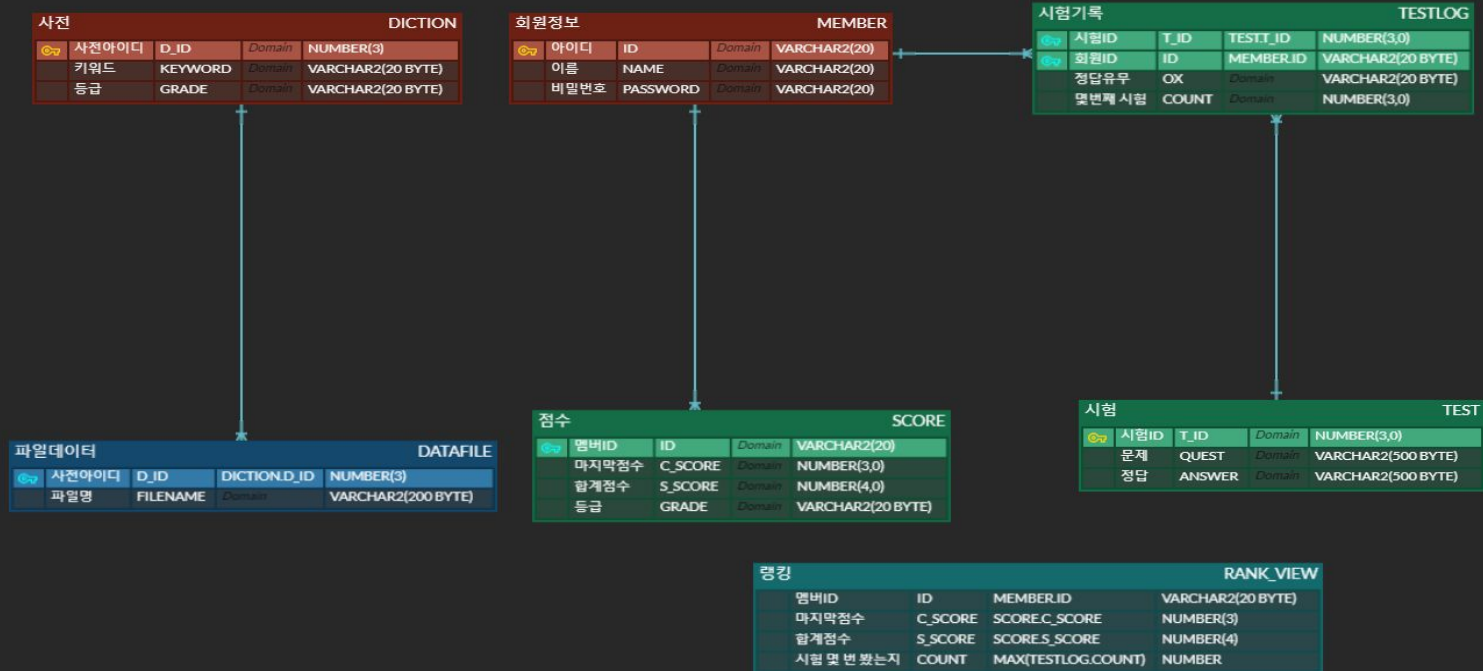 사전 DICTION
사전아이디 D_ID Domain NUMBER(3)
키워드 KEYWORD Domain VARCHAR2(20 BYTE)
등급 GRADE Domain VARCHAR2(20 BYTE)
회원정보 MEMBER
아이디 ID Domain VARCHAR2(20)
이름 NAME Domain VARCHAR2(20)
비밀번호 PASSWORD Domain VARCHAR2(20)
시험기록 TESTLOG
시험ID T_ID TEST.T_ID NUMBER(3,0)
회원ID ID MEMBER.ID VARCHAR2(20 BYTE)
정답유무 OX Domain VARCHAR2(20 BYTE)
몇번째 시험 COUNT Domain NUMBER(3,0)
파일데이터 DATAFILE
사전아이디 D_ID DICTION.D_ID NUMBER(3)
파일명 FILENAME Domain VARCHAR2(200 BYTE)
점수 SCORE
멤버ID ID Domain VARCHAR2(20)
마지막점수 C_SCORE Domain NUMBER(3,0)
합계점수 S_SCORE Domain NUMBER(4,0)
등급 GRADE Domain VARCHAR2(20 BYTE)
시험 TEST
시험ID T_ID Domain NUMBER(3,0)
문제 QUEST Domain VARCHAR2(500 BYTE)
정답 ANSWER Domain VARCHAR2(500 BYTE)
랭킹 RANK_VIEW
멤버ID ID MEMBER.ID VARCHAR2(20 BYTE)
마지막점수 C_SCORE SCORE.C_SCORE NUMBER(3)
합계점수 S_SCORE SCORE.S_SCORE NUMBER(4)
시험 몇 번 봤는지 COUNT MAX(TESTLOG.COUNT) NUMBER